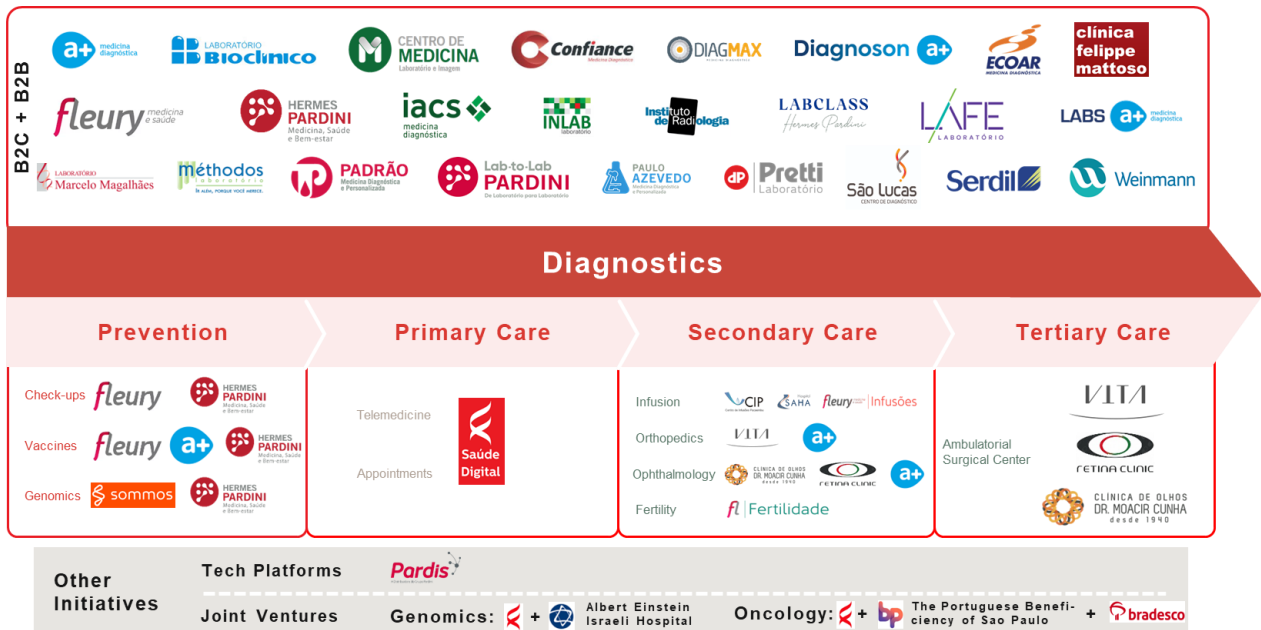 B2C + B2B
a+ medicina diagnóstica
LABORATÓRIO
Bioclínico
CENTRO DE
MEDICINA
Laboratório e Imagem
Confiance
Medicina Diagnóstica
DIAGMAX
Diagnoson a+
ECOAR
MEDICINA DIAGNÓSTICA
clínica
felippe
mattoso
fleury medicina e saúde
HERMES
PARDINI
Medicina, Saúde
e Bem-estar
iacs
medicina
diagnóstica
INLAB
laboratório
Instituto
de Radiologia
LABCLASS
Hermes Pardini
LAFE
LABORATÓRIO
LABS a+ medicina diagnóstica
LABORATÓRIO
Marcelo Magalhães
méthodos
laboratório
IR ALÉM, PORQUE VOCÊ MERECE.
PADRÃO
Medicina Diagnóstica
e Personalizada
Lab-to-Lab
PARDINI
De Laboratório para Laboratório
PAULO
AZEVEDO
Medicina Diagnóstica
e Personalizada
dP Pretti
Laboratório
São Lucas
CENTRO DE DIAGNÓSTICO
Serdil
Weinmann
Diagnostics
Prevention
Primary Care
Secondary Care
Tertiary Care
Check-ups fleury HERMES
PARDINI
Medicina, Saúde
e Bem-estar
Vaccines fleury a+ HERMES
PARDINI
Medicina, Saúde
e Bem-estar
Genomics sommos HERMES
PARDINI
Medicina, Saúde
e Bem-estar
Telemedicine
Appointments
Saúde
Digital
Infusion CIP SAHA fleury Infusões
Orthopedics VITA a+
Ophthalmology CLÍNICA DE OLHOS
DR. MOACIR CUNHA
desde 1940
RETINA CLINIC a+
Fertility fl Fertilidade
Ambulatorial
Surgical Center
VITA
RETINA CLINIC
CLÍNICA DE OLHOS
DR. MOACIR CUNHA
desde 1940
Other
Initiatives
Tech Platforms Pardis
Joint Ventures Genomics: + Albert Einstein
Israeli Hospital
Oncology: + bp The Portuguese Benefi-
ciency of Sao Paulo + bradesco